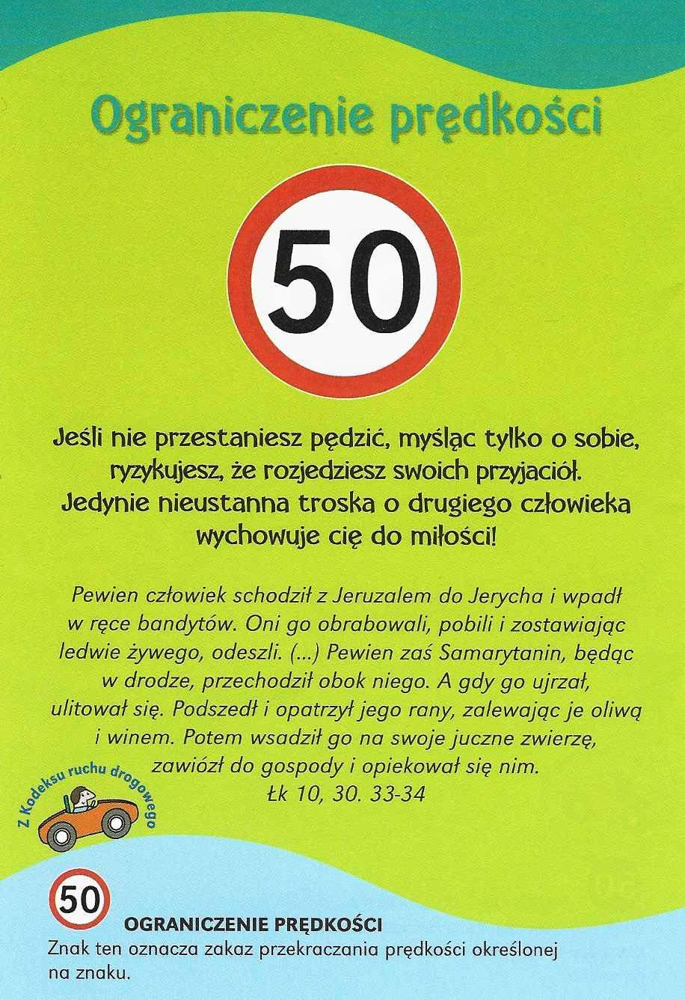 Ograniczenie prędkości
50
Jeśli nie przestaniesz pędzić, myśląc tylko o sobie,
ryzykujesz, że rozjedziesz swoich przyjaciół.
Jedynie nieustanna troska o drugiego człowieka
wychowuje cię do miłości!
Pewien człowiek schodził z Jeruzalem do Jerycha i wpadł
w ręce bandytów. Oni go obrabowali, pobili i zostawiając
ledwie żywego, odeszli. (...) Pewien zaś Samarytanin, będąc
w drodze, przechodził obok niego. A gdy go ujrzał,
ulitował się. Podszedł i opatrzył jego rany, zalewając je oliwą
i winem. Potem wsadził go na swoje juczne zwierzę,
zawiózł do gospody i opiekował się nim.
Łk 10, 30. 33-34
Z Kodeksu ruchu drogowego
50
OGRANICZENIE PRĘDKOŚCI
Znak ten oznacza zakaz przekraczania prędkości określonej
na znaku.